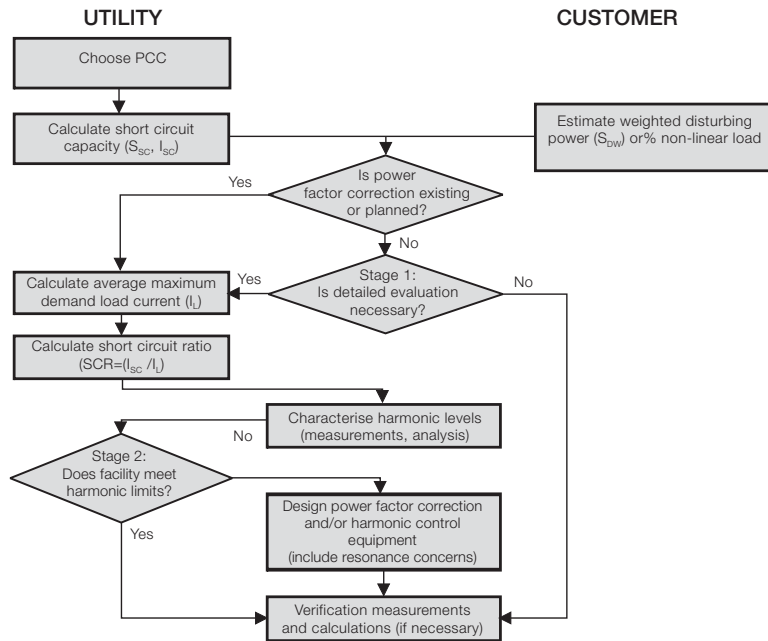 UTILITY
CUSTOMER
Choose PCC
Calculate short circuit
capacity (S_SC, I_SC)
Estimate weighted disturbing
power (S_DW) or% non-linear load
Is power
factor correction existing
or planned?
Yes
No
Calculate average maximum
demand load current (I_L)
Yes
Stage 1:
Is detailed evaluation
necessary?
No
Calculate short circuit ratio
(SCR=(I_SC /I_L)
Characterise harmonic levels
(measurements, analysis)
No
Stage 2:
Does facility meet
harmonic limits?
Yes
Design power factor correction
and/or harmonic control
equipment
(include resonance concerns)
Verification measurements
and calculations (if necessary)